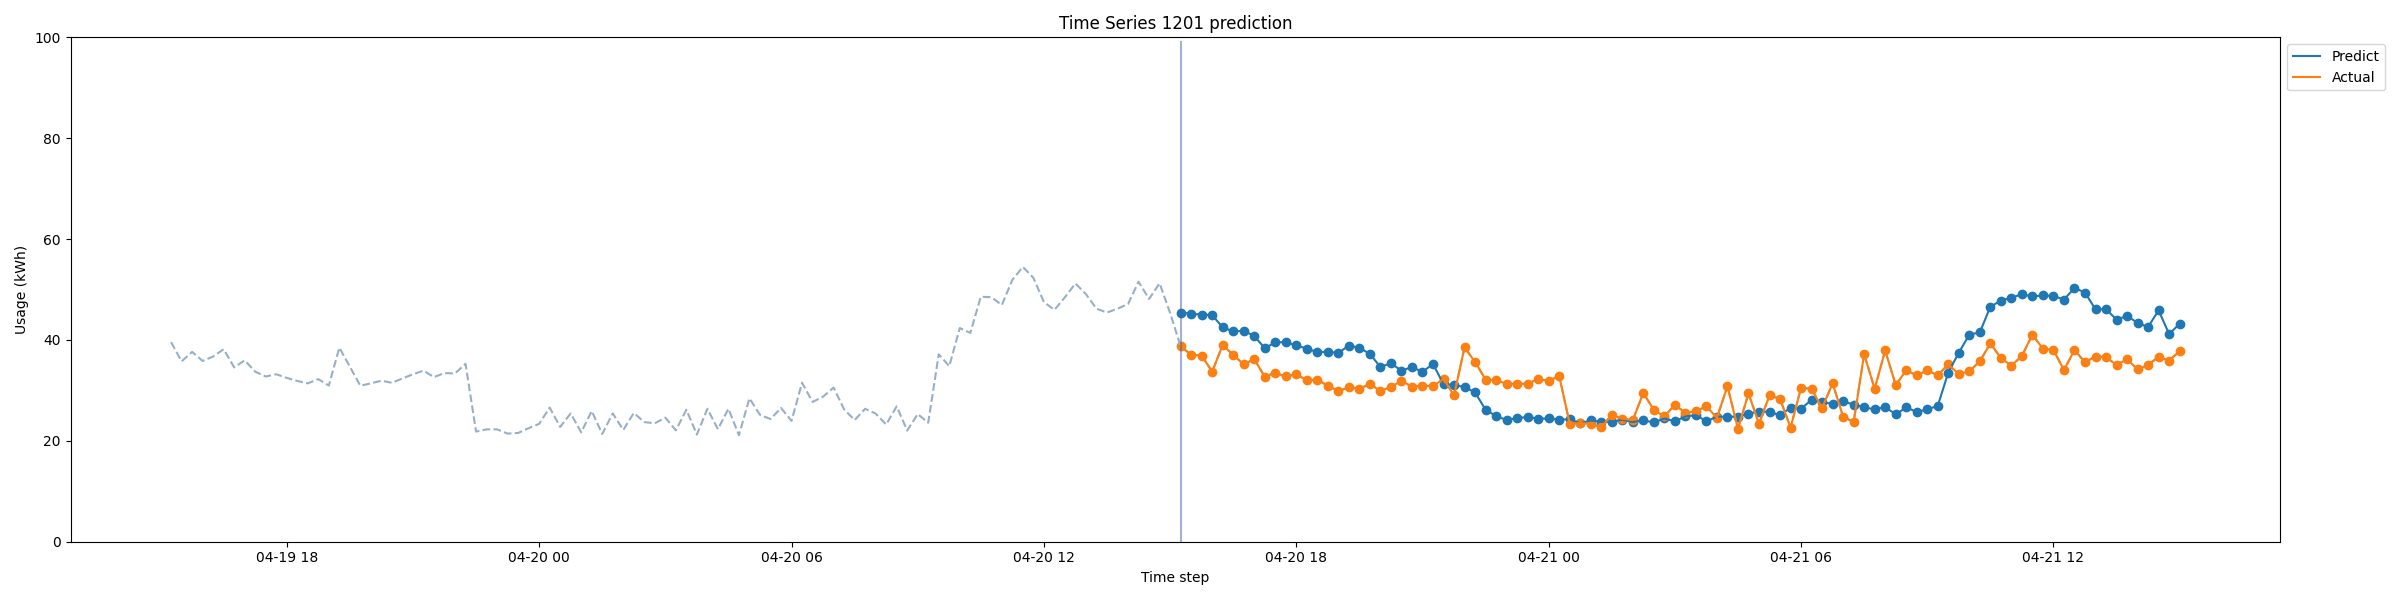 Time Series 1201 prediction
Predict
Actual
Usage (kWh)
100
80
60
40
20
0
04-19 18
04-20 00
04-20 06
04-20 12
04-20 18
04-21 00
04-21 06
04-21 12
Time step